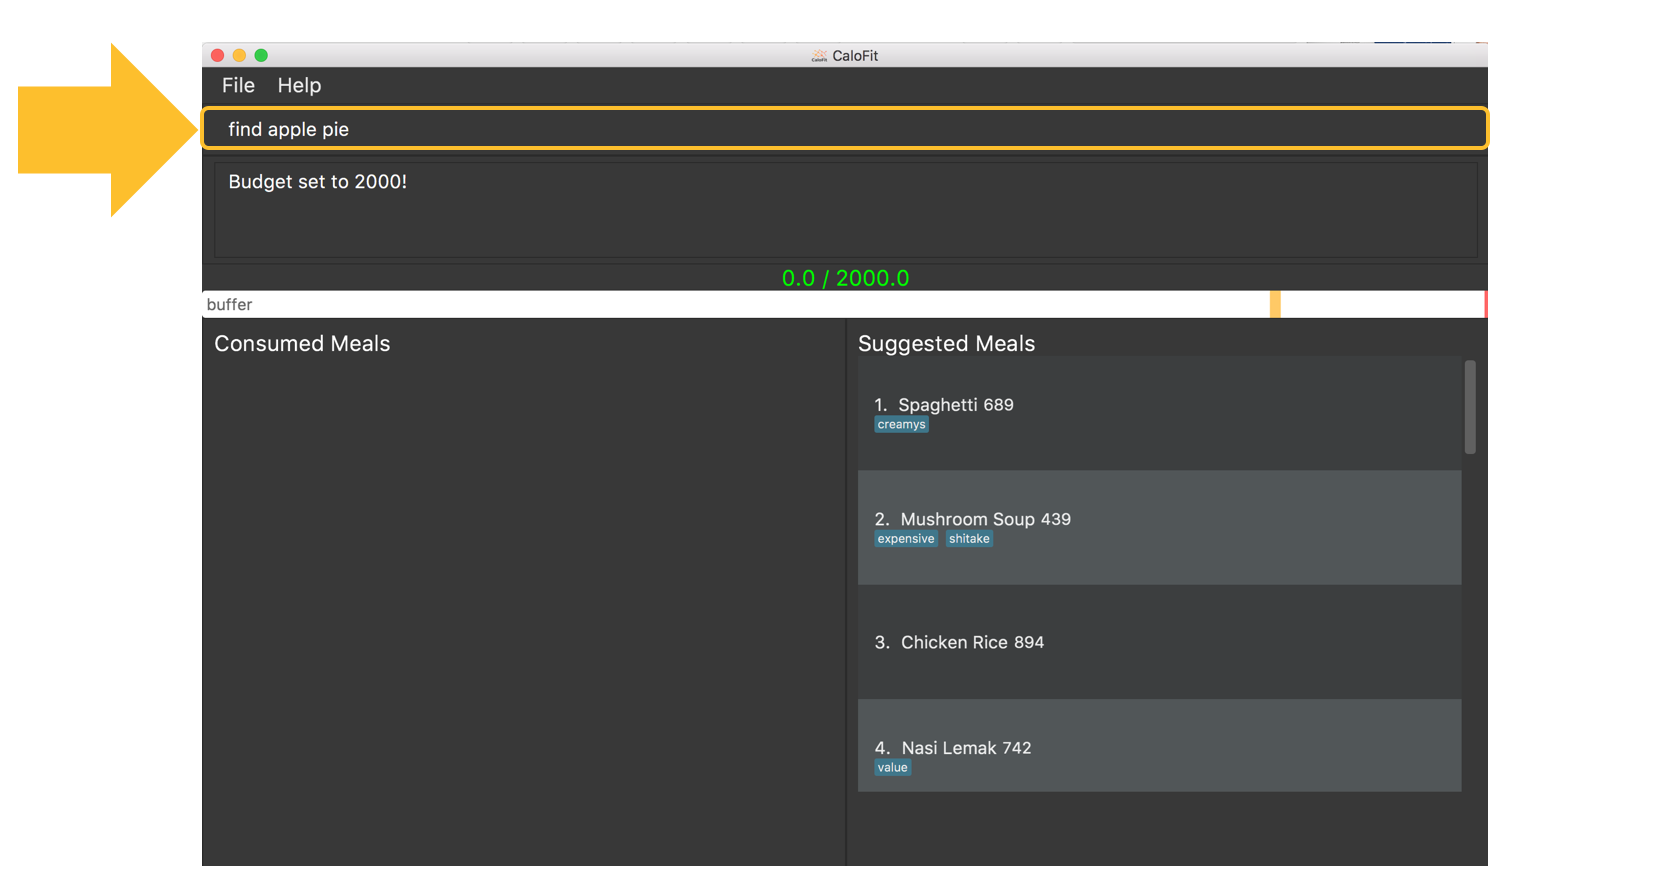 CaloFit CaloFit
File Help
find apple pie
Budget set to 2000!
0.0 / 2000.0
buffer
Consumed Meals
Suggested Meals
1. Spaghetti 689
creamys
2. Mushroom Soup 439
expensive shitake
3. Chicken Rice 894
4. Nasi Lemak 742
value